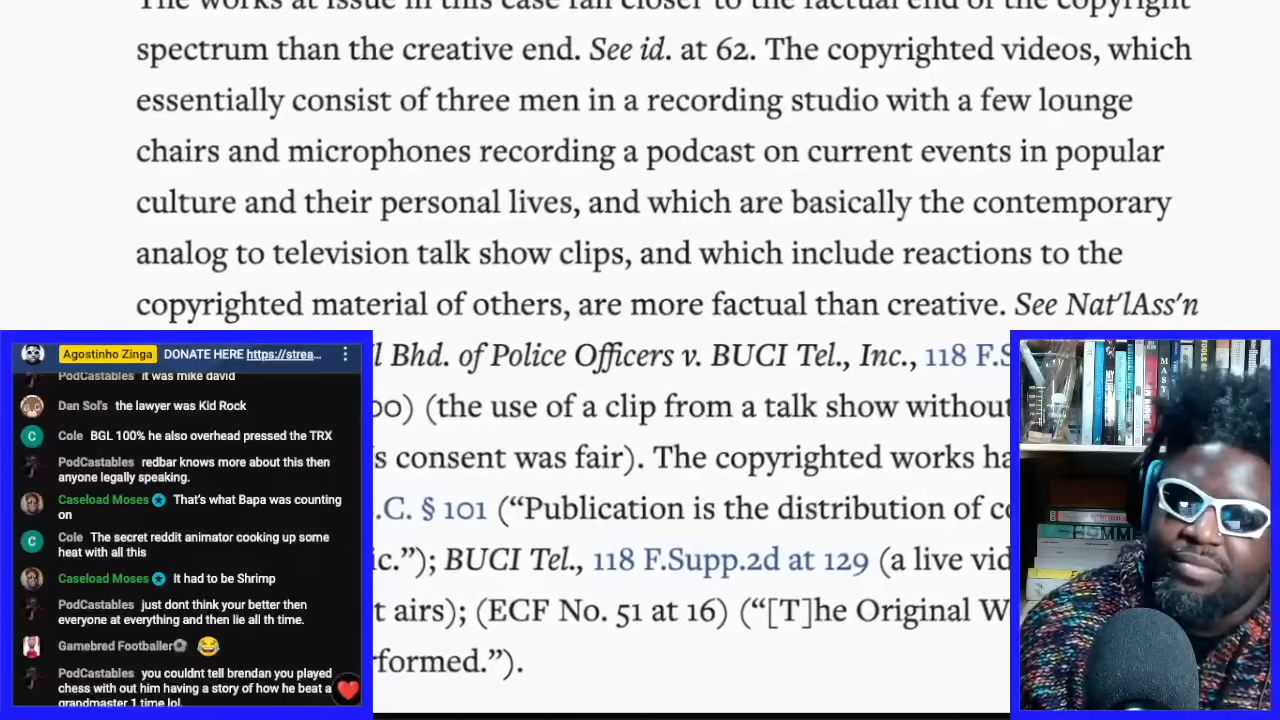 The works at issue in this case fall closer to the factual end of the copyright
spectrum than the creative end. See id. at 62. The copyrighted videos, which
essentially consist of three men in a recording studio with a few lounge
chairs and microphones recording a podcast on current events in popular
culture and their personal lives, and which are basically the contemporary
analog to television talk show clips, and which include reactions to the
copyrighted material of others, are more factual than creative. See Nat'lAss'n
l Bhd. of Police Officers v. BUCI Tel., Inc., 118 F.S
00) (the use of a clip from a talk show without
s consent was fair). The copyrighted works ha
.C. § 101 (“Publication is the distribution of co
ic.”); BUCI Tel., 118 F.Supp.2d at 129 (a live vid
t airs); (ECF No. 51 at 16) (“[T]he Original W
formed.”).
Agostinho Zinga DONATE HERE https://strea...
PodCastables it was mike david
Dan Sol's the lawyer was Kid Rock
C Cole BGL 100% he also overhead pressed the TRX
PodCastables redbar knows more about this then
anyone legally speaking.
Caseload Moses That's what Bapa was counting
on
C Cole The secret reddit animator cooking up some
heat with all this
Caseload Moses It had to be Shrimp
PodCastables just dont think your better then
everyone at everything and then lie all th time.
Gamebred Footballer
PodCastables you couldnt tell brendan you played
chess with out him having a story of how he beat a
grandmaster 1 time lol.